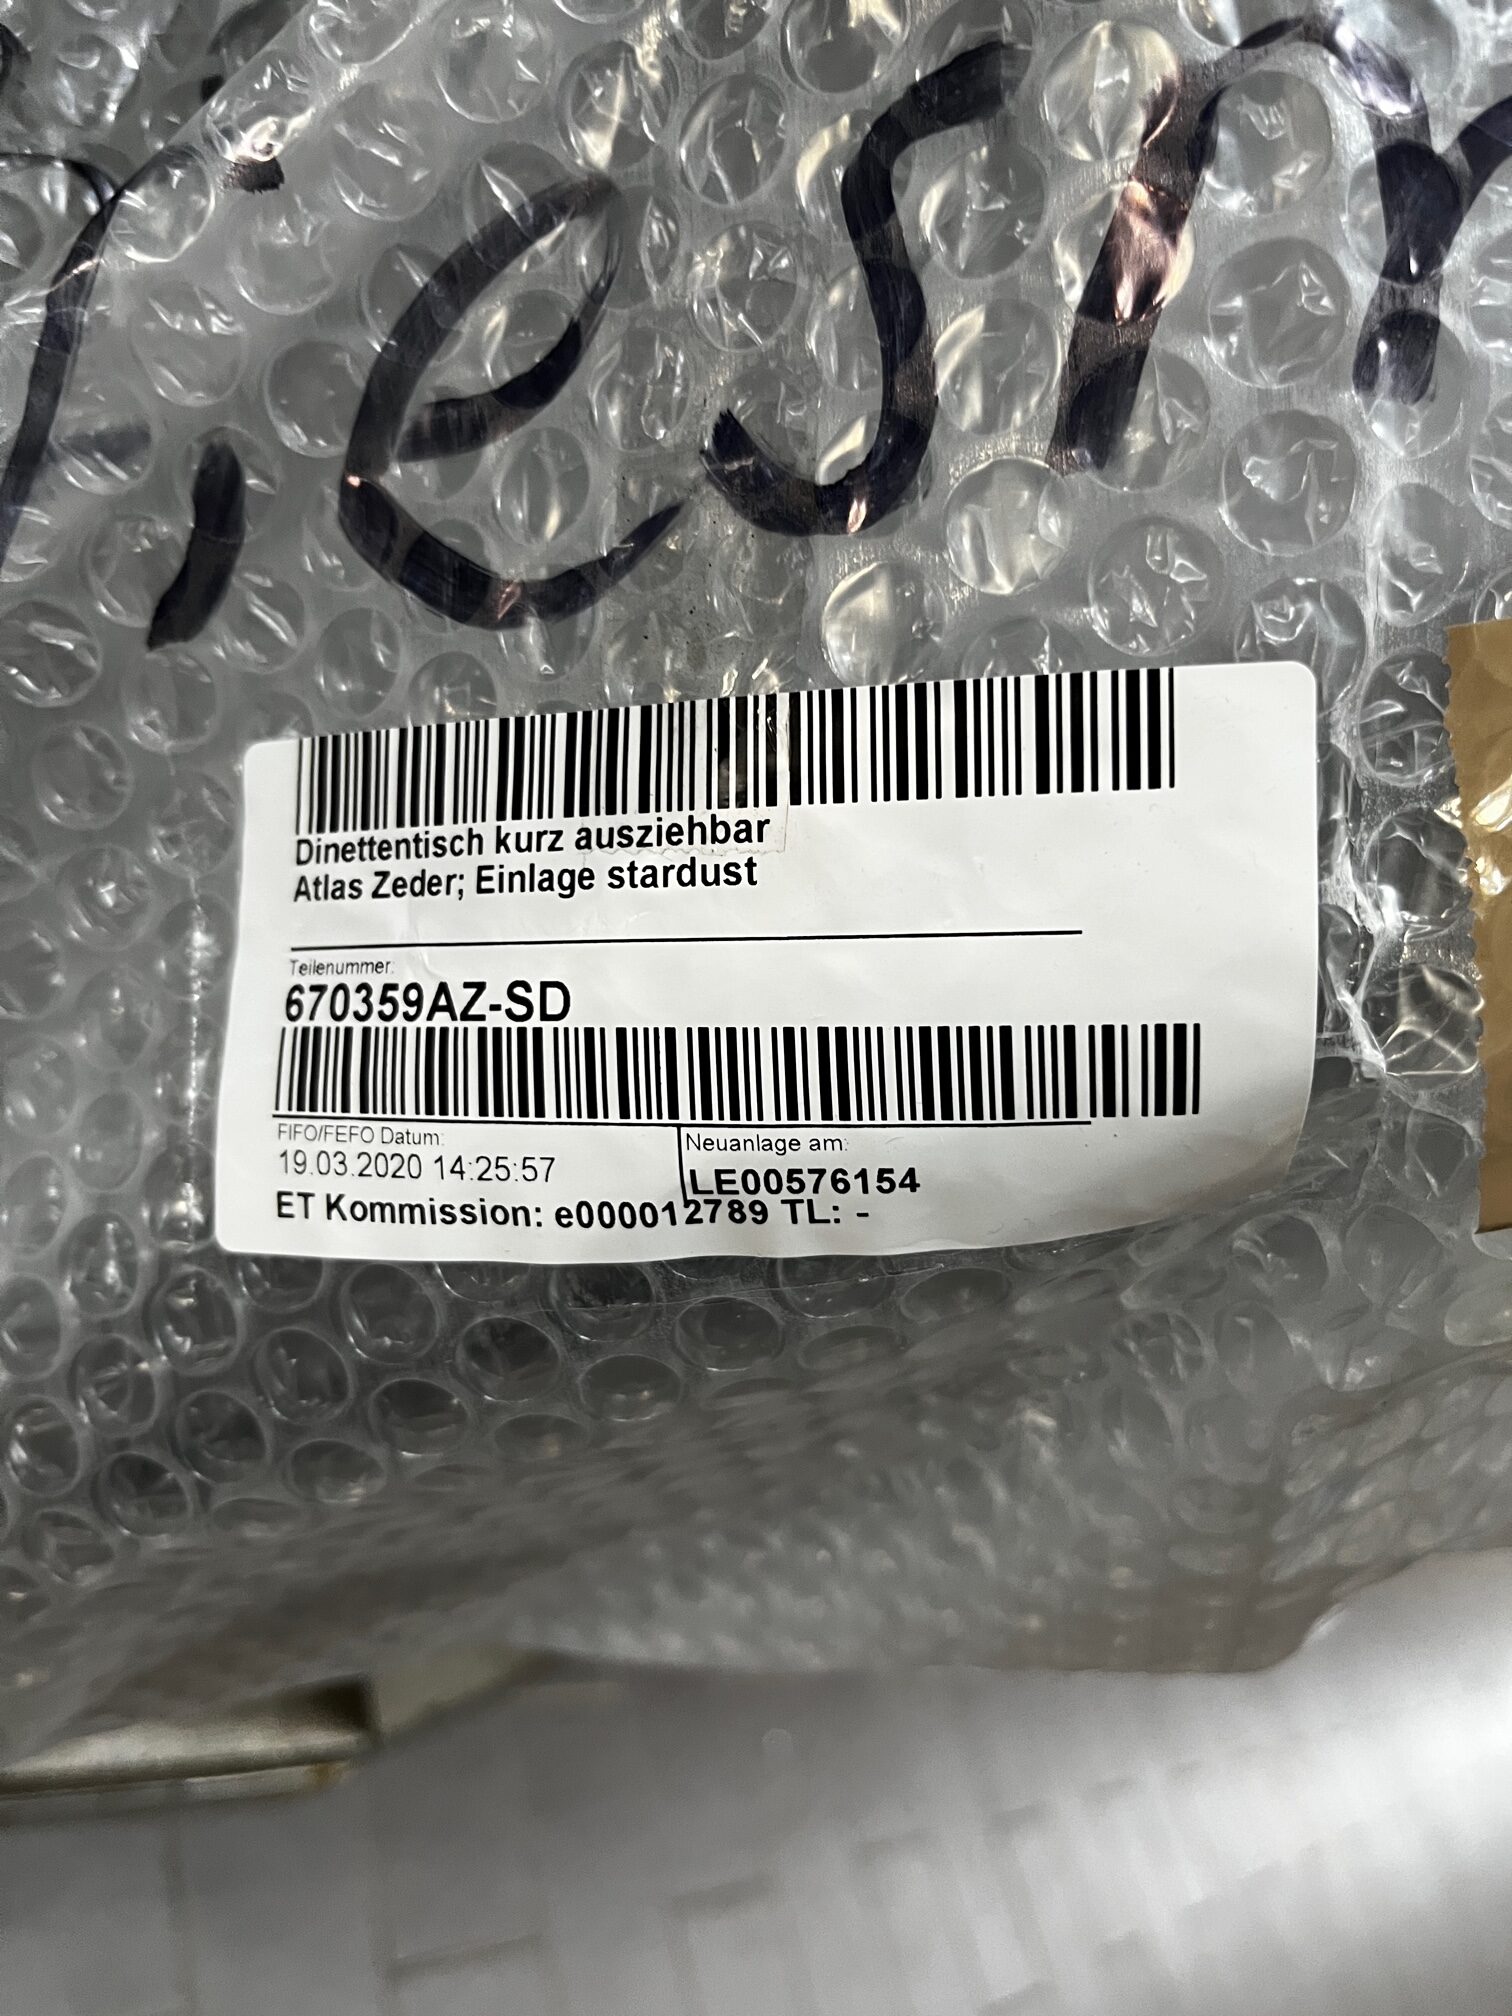 Dinettentisch kurz ausziehbar
Atlas Zeder; Einlage stardust
Teilenummer:
670359AZ-SD
FIFO/FEFO Datum:
19.03.2020 14:25:57
Neuanlage am:
LE00576154
ET Kommission: e000012789 TL: -